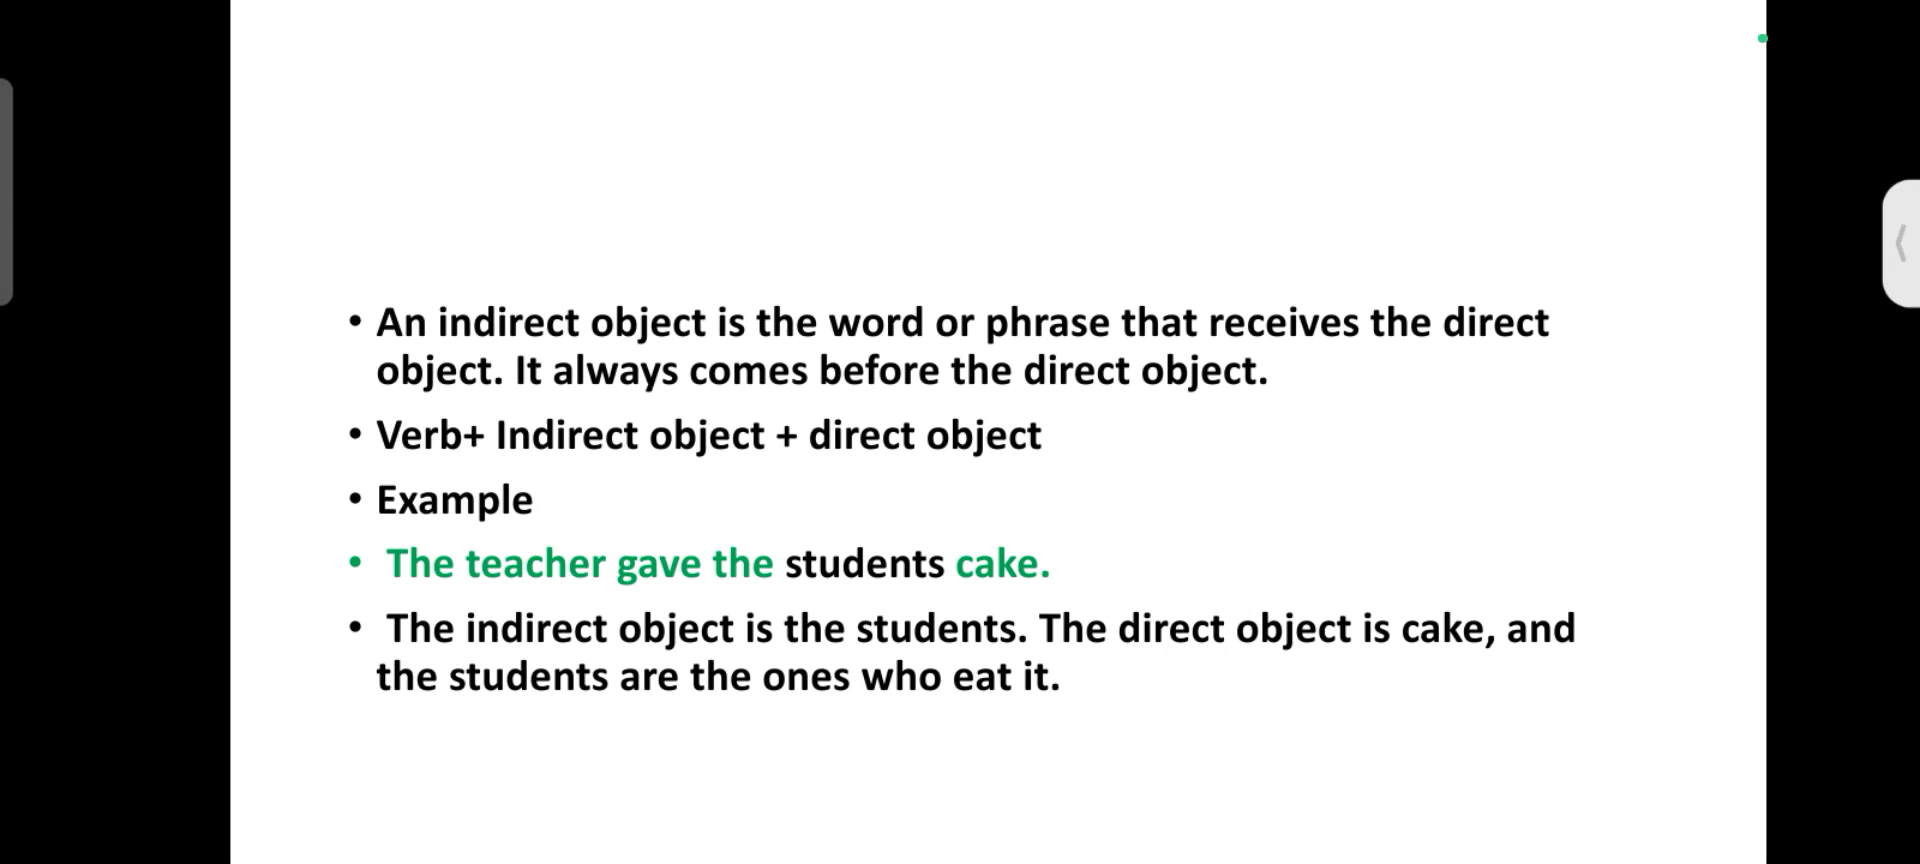 • An indirect object is the word or phrase that receives the direct
object. It always comes before the direct object.
• Verb+ Indirect object + direct object
• Example
• The teacher gave the students cake.
• The indirect object is the students. The direct object is cake, and
the students are the ones who eat it.